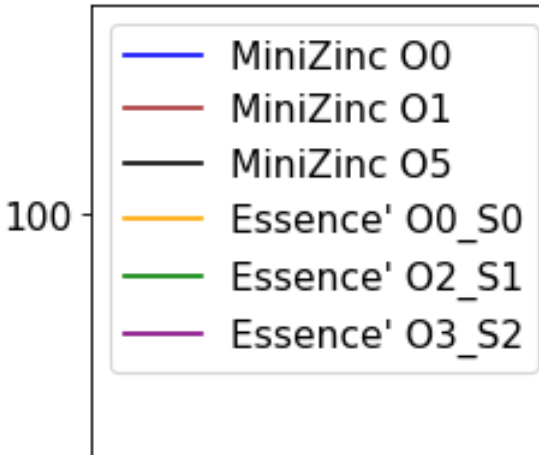 MiniZinc O0
MiniZinc O1
MiniZinc O5
100
Essence' O0_S0
Essence' O2_S1
Essence' O3_S2